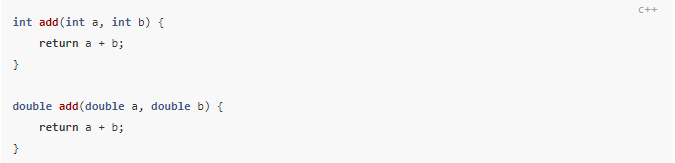 c++
int add(int a, int b) {
    return a + b;
}

double add(double a, double b) {
    return a + b;
}